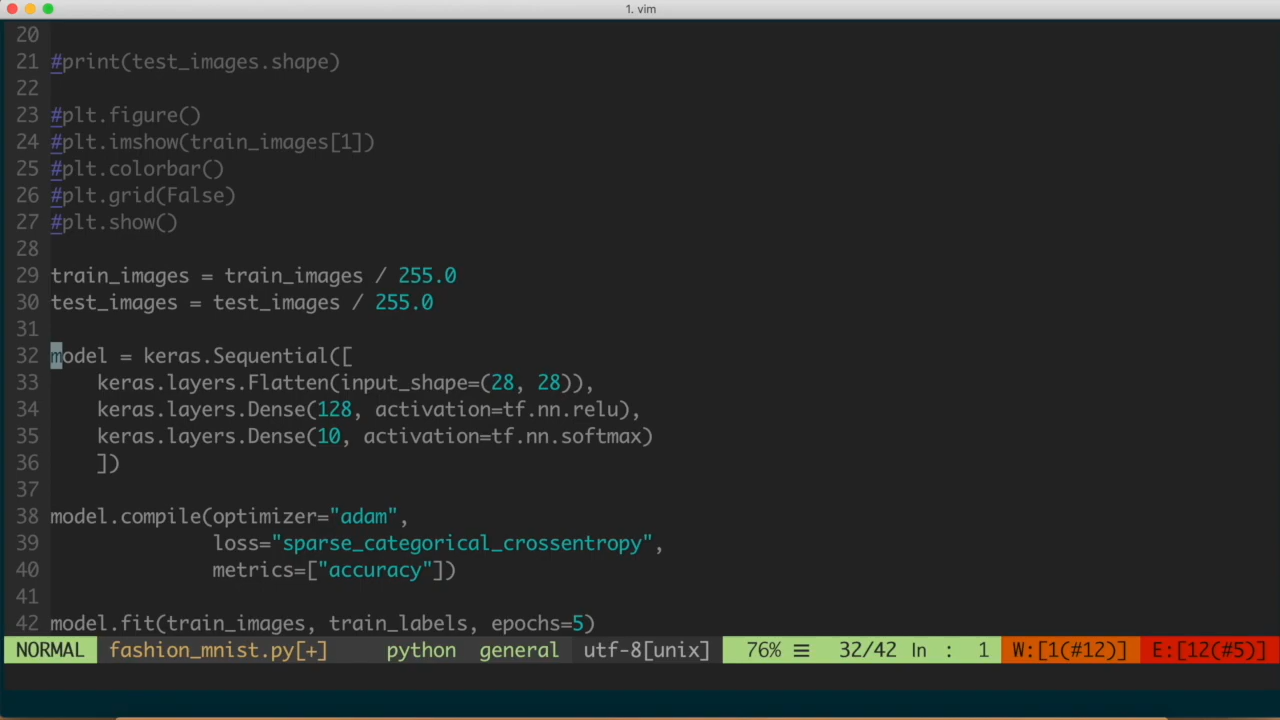 1. vim
20
21 #print(test_images.shape)
22
23 #plt.figure()
24 #plt.imshow(train_images[1])
25 #plt.colorbar()
26 #plt.grid(False)
27 #plt.show()
28
29 train_images = train_images / 255.0
30 test_images = test_images / 255.0
31
32 model = keras.Sequential([
33     keras.layers.Flatten(input_shape=(28, 28)),
34     keras.layers.Dense(128, activation=tf.nn.relu),
35     keras.layers.Dense(10, activation=tf.nn.softmax)
36     ])
37
38 model.compile(optimizer="adam",
39               loss="sparse_categorical_crossentropy",
40               metrics=["accuracy"])
41
42 model.fit(train_images, train_labels, epochs=5)
NORMAL fashion_mnist.py[+] python general utf-8[unix] 76% ☰ 32/42 ln : 1 W:[1(#12)] E:[12(#5)]